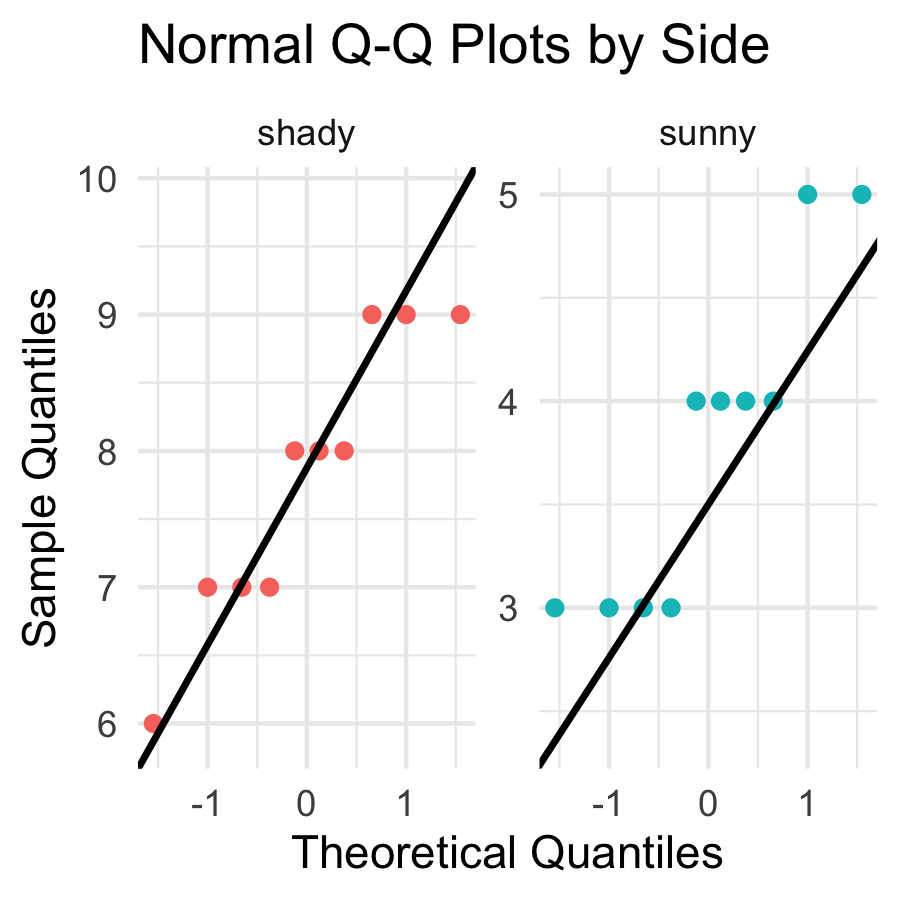 Normal Q-Q Plots by Side
shady
sunny
Sample Quantiles
10
9
8
7
6
5
4
3
-1 0 1
-1 0 1
Theoretical Quantiles